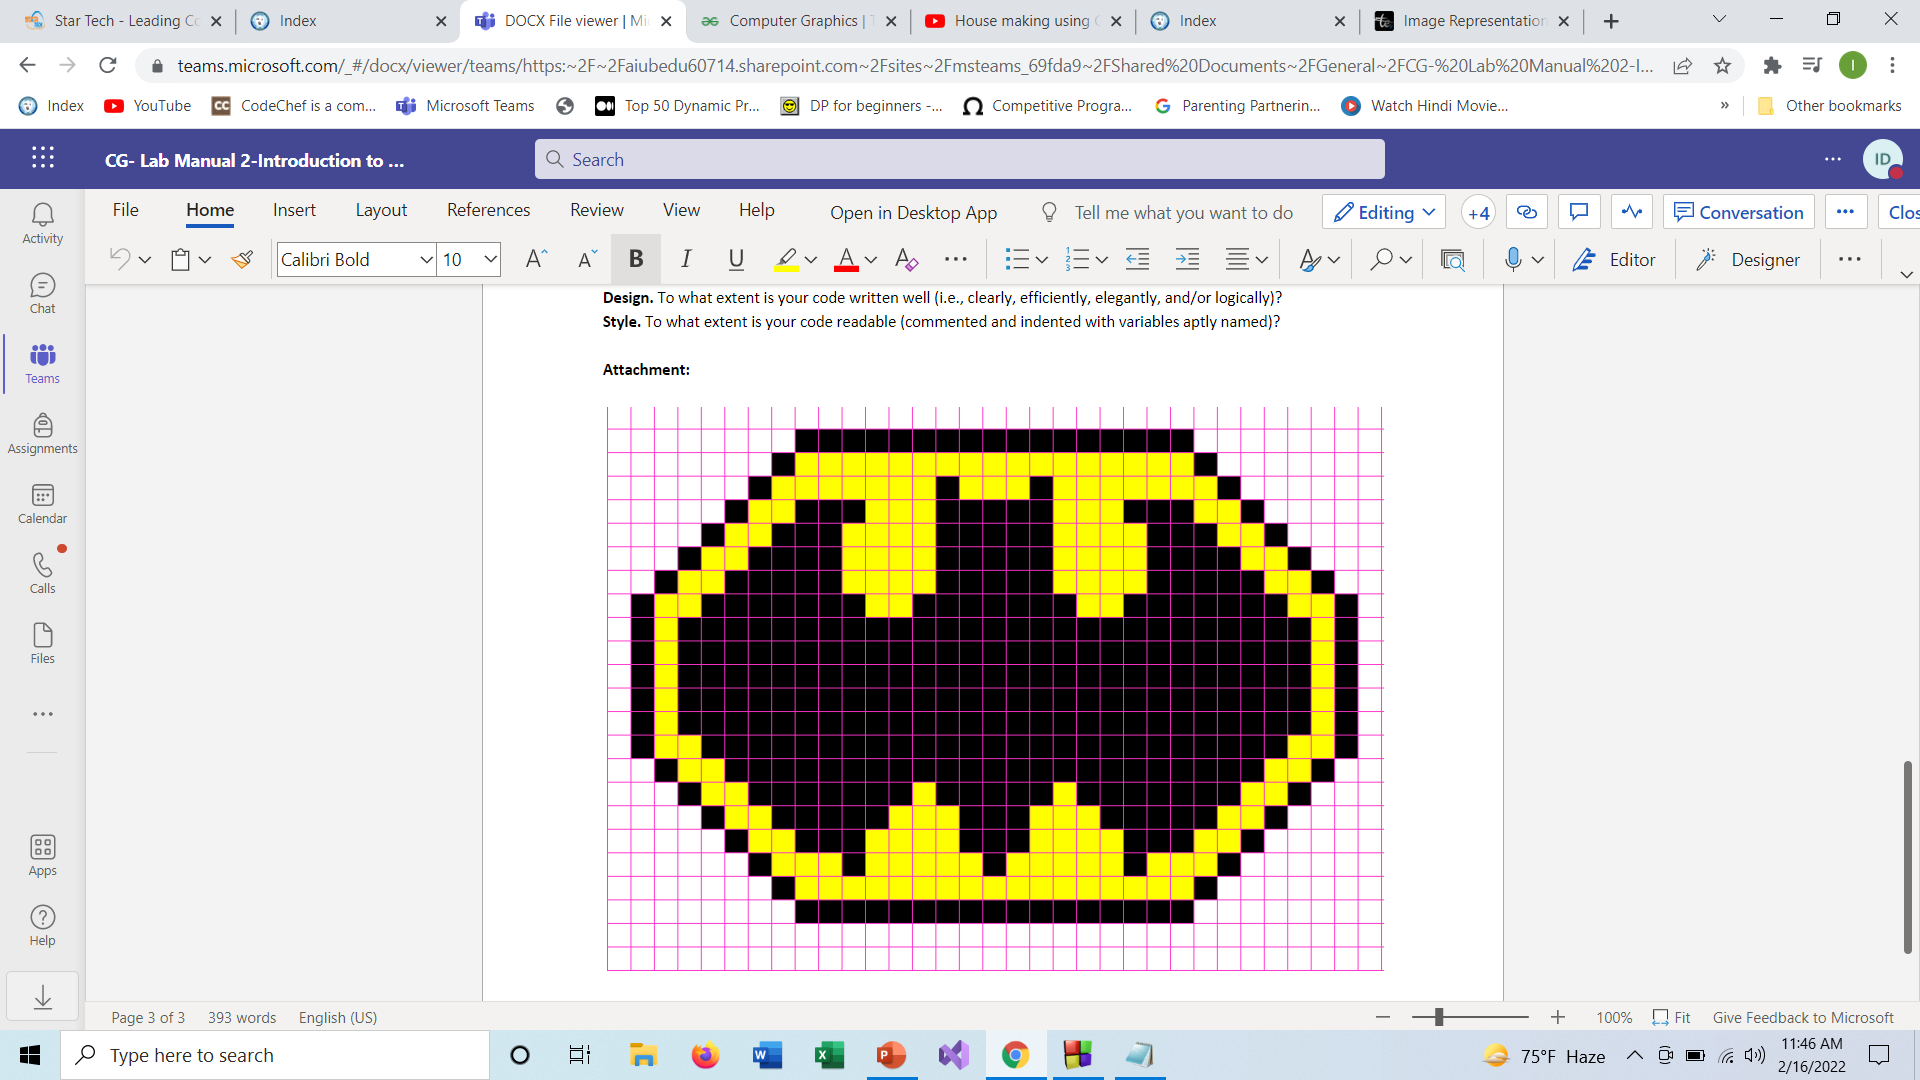 Star Tech - Leading Co
Index
DOCX File viewer | Mi
Computer Graphics | T
House making using
Index
Image Representation
teams.microsoft.com/_#/docx/viewer/teams/https:~2F~2Faiubedu60714.sharepoint.com~2Fsites~2Fmsteams_69fda9~2FShared%20Documents~2FGeneral~2FCG-%20Lab%20Manual%202-I...
I
Index
YouTube
CodeChef is a com...
Microsoft Teams
Top 50 Dynamic Pr...
DP for beginners -...
Competitive Progra...
Parenting Partnerin...
Watch Hindi Movie...
»
Other bookmarks
CG- Lab Manual 2-Introduction to ...
Search
ID
File Home Insert Layout References Review View Help
Open in Desktop App
Tell me what you want to do
Editing
+4
Conversation
Clos
Calibri Bold
10
B I U
Editor
Designer
Activity
Chat
Teams
Assignments
Calendar
Calls
Files
Apps
Help
Design. To what extent is your code written well (i.e., clearly, efficiently, elegantly, and/or logically)?
Style. To what extent is your code readable (commented and indented with variables aptly named)?
Attachment:
Page 3 of 3
393 words
English (US)
100%
Fit
Give Feedback to Microsoft
Type here to search
75°F Haze
11:46 AM
2/16/2022